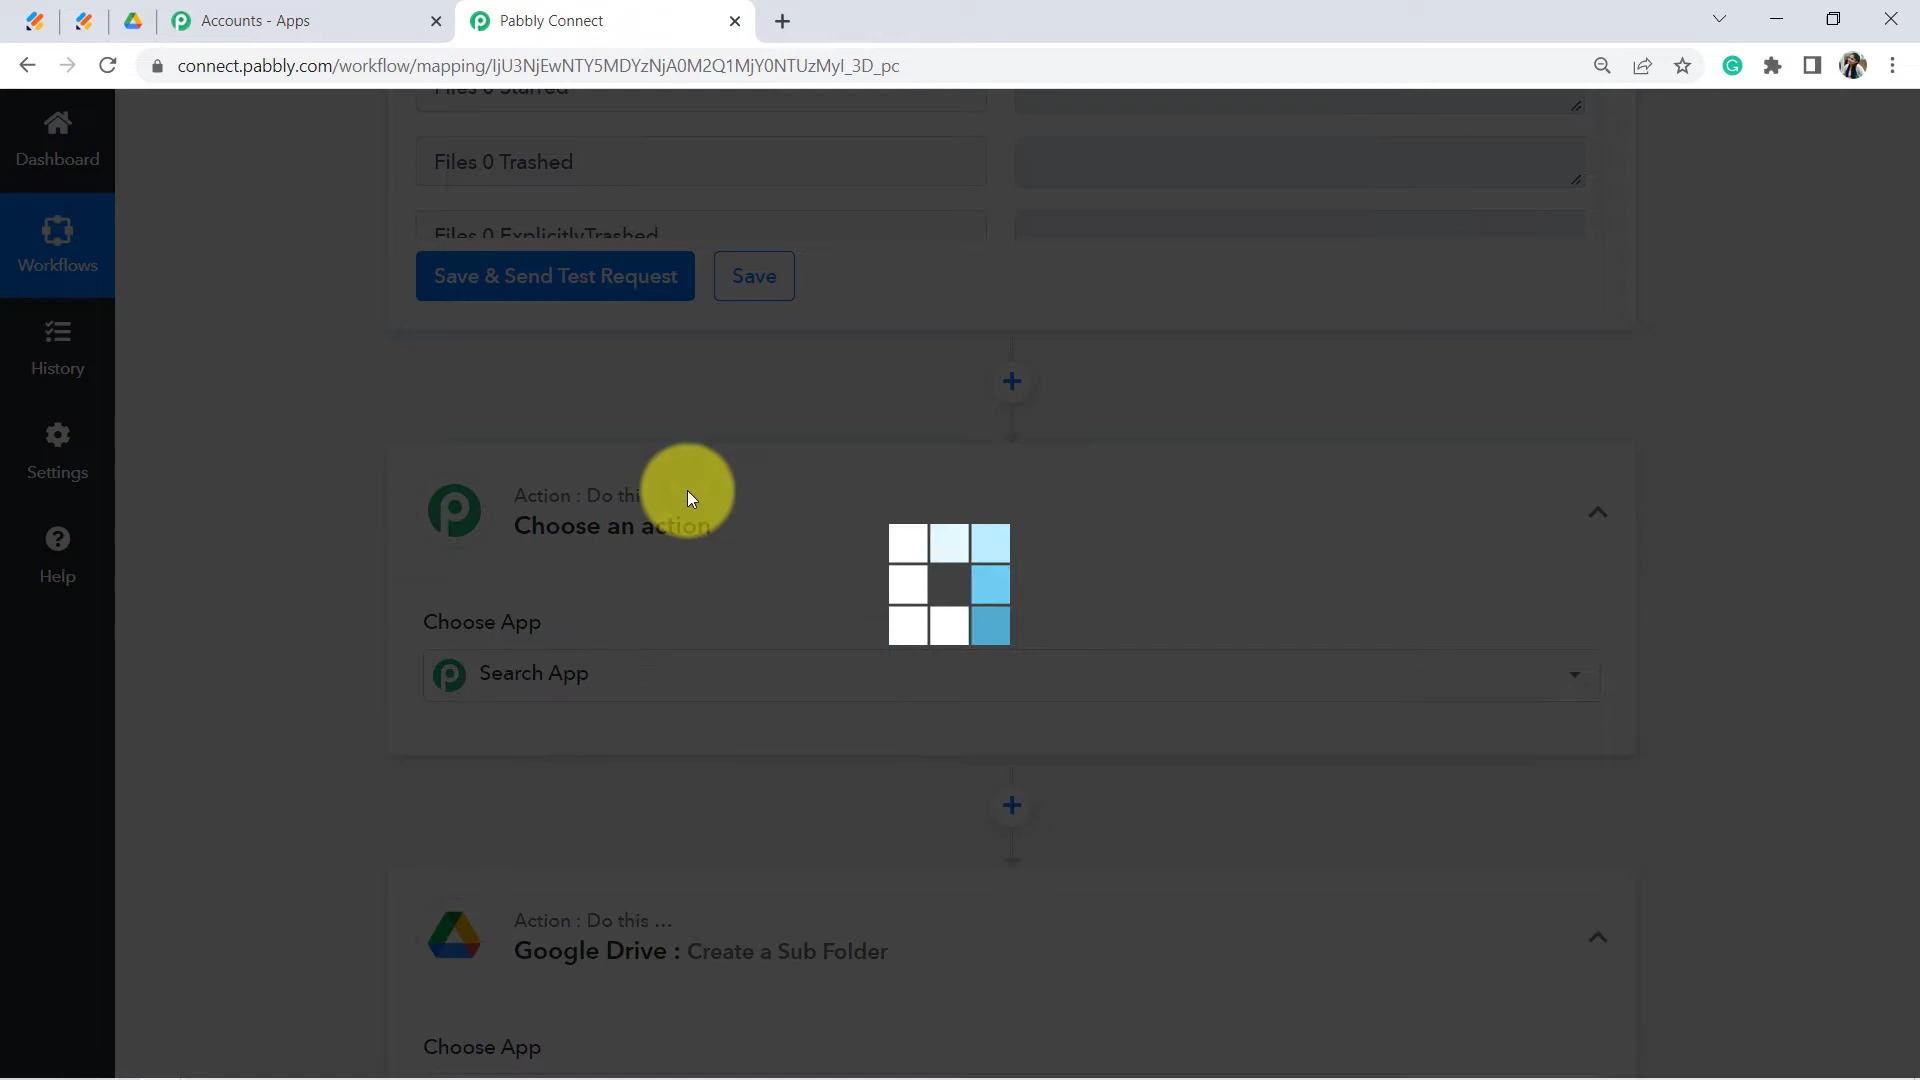 Accounts - Apps
Pabbly Connect
connect.pabbly.com/workflow/mapping/IjU3NjEwNTY5MDYzNjA0M2Q1MjY0NTUzMyI_3D_pc
Dashboard
Workflows
History
Settings
Help
Files 0 Starred
Files 0 Trashed
Files 0 ExplicitlyTrashed
Save & Send Test Request
Save
Action : Do thi
Choose an action
Choose App
Search App
Action : Do this ...
Google Drive : Create a Sub Folder
Choose App